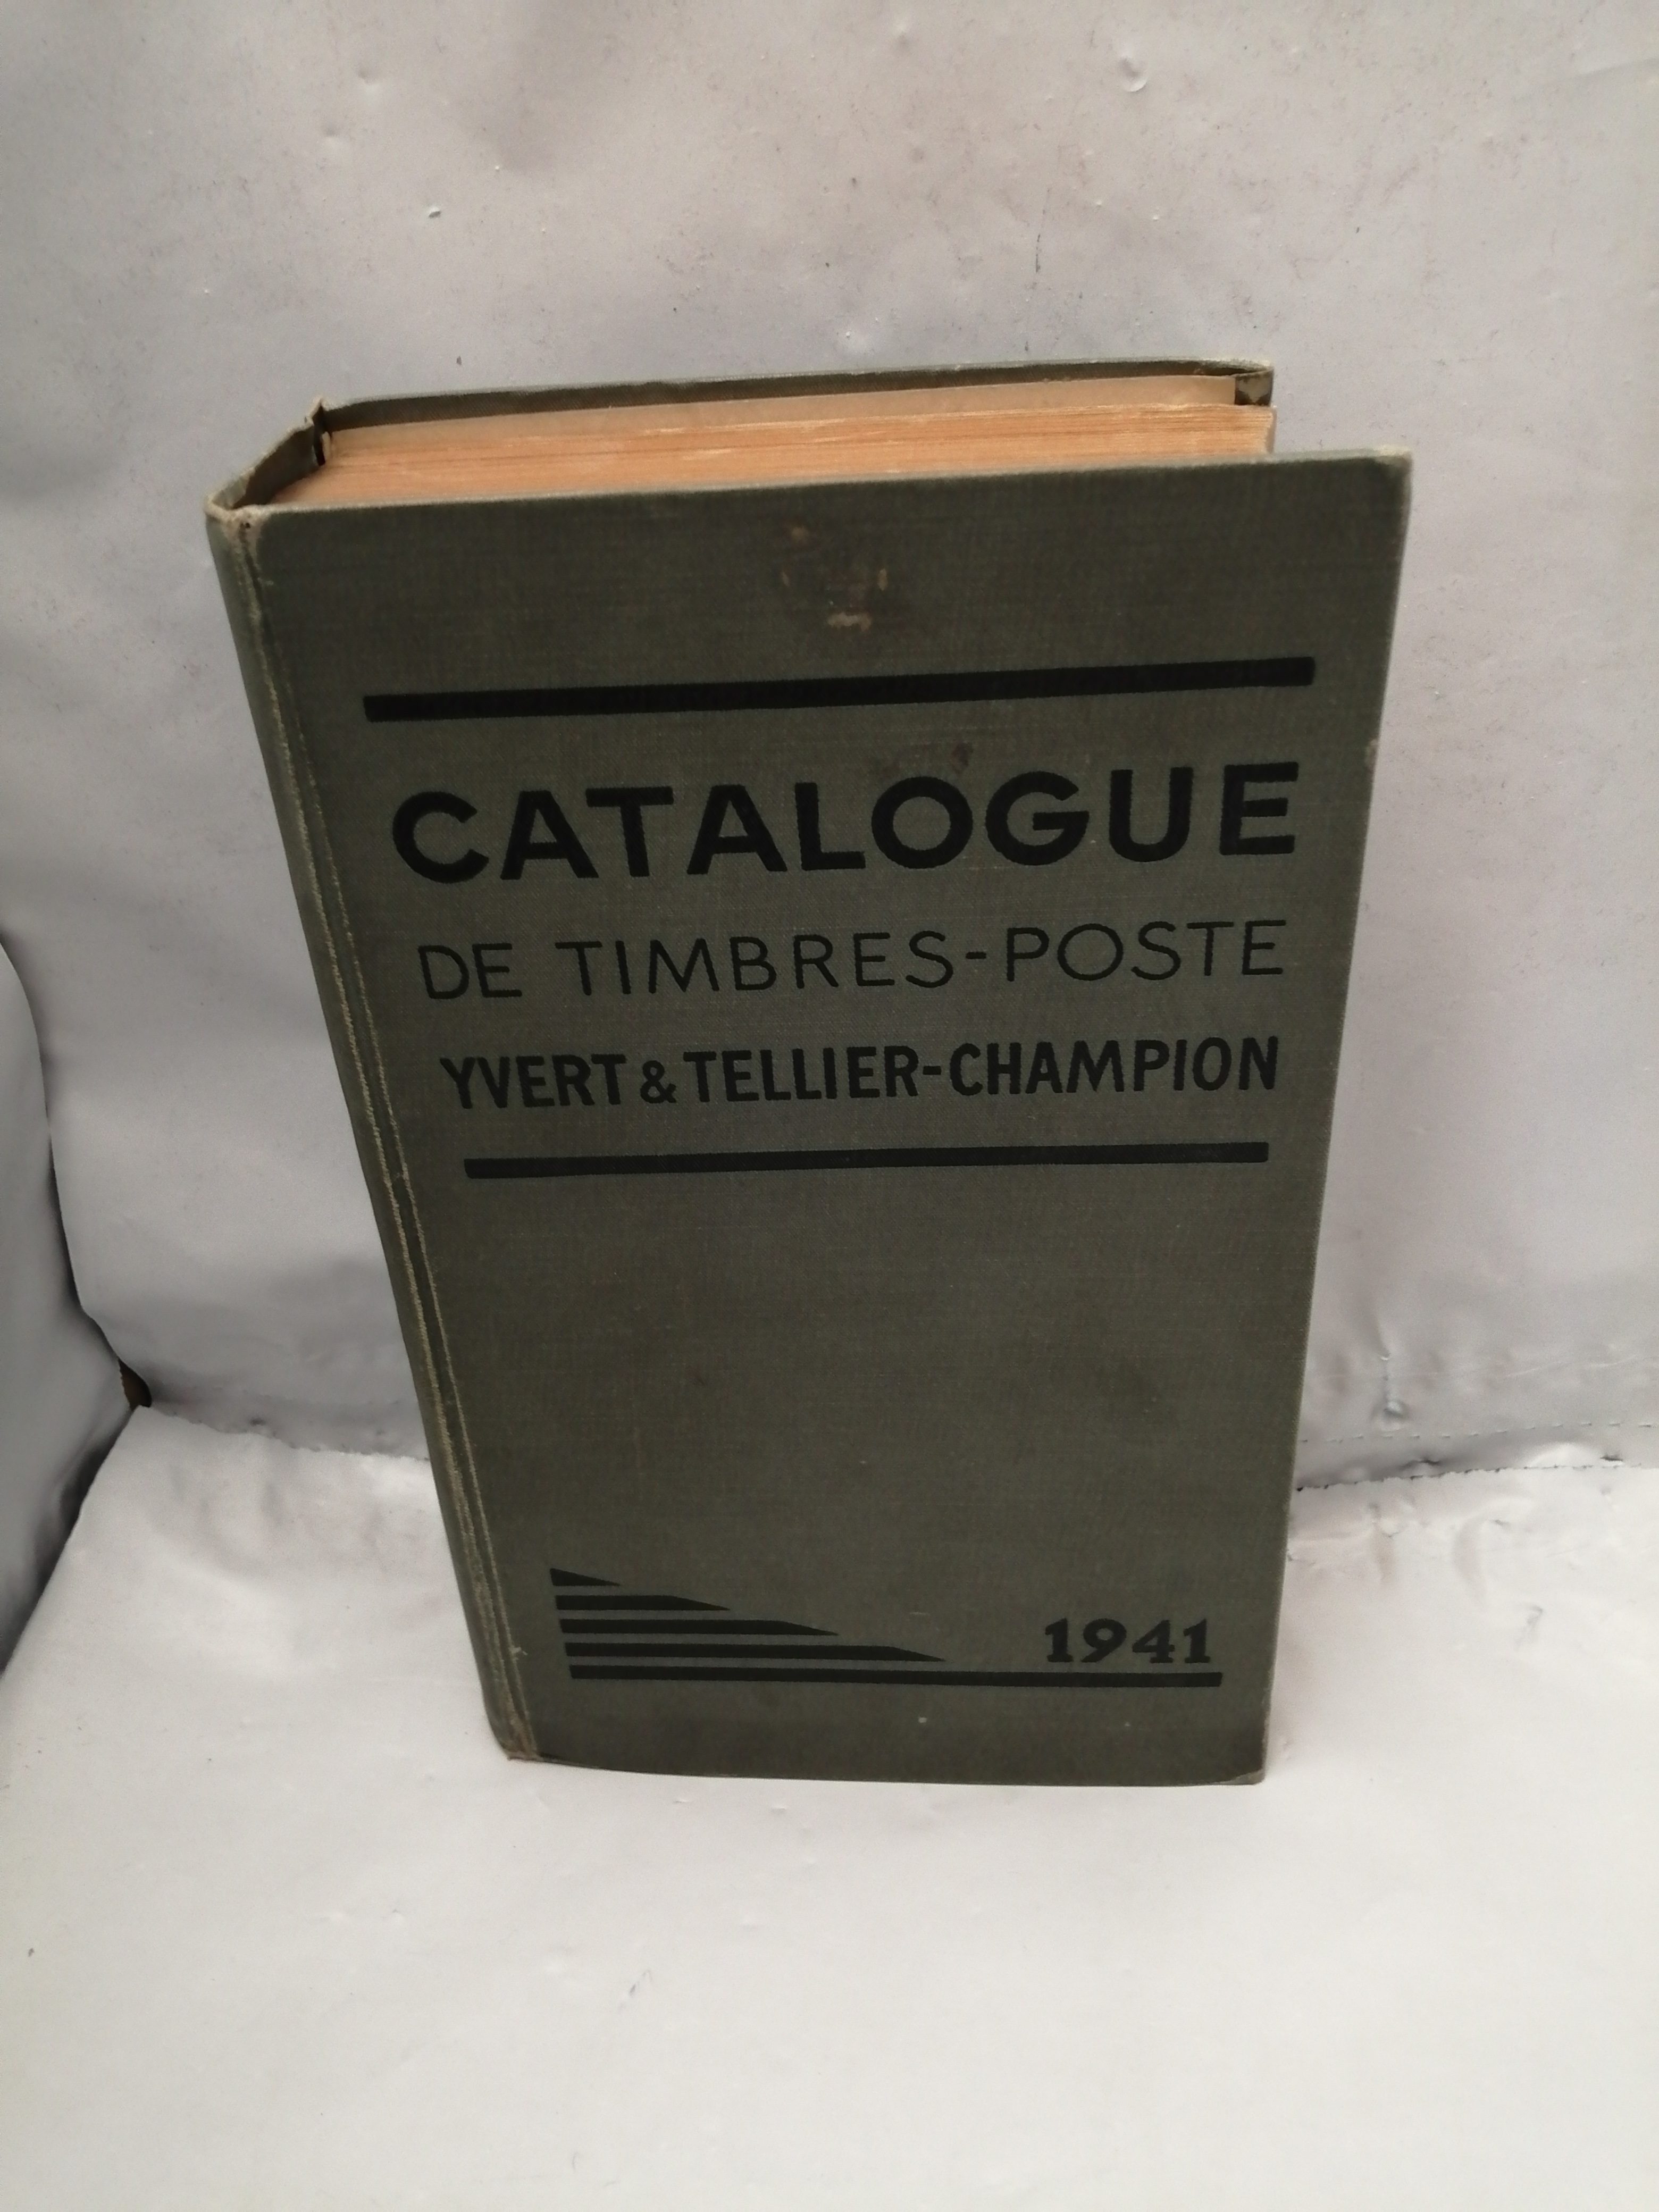 CATALOGUE
DE TIMBRES-POSTE
YVERT & TELLIER-CHAMPION
1941